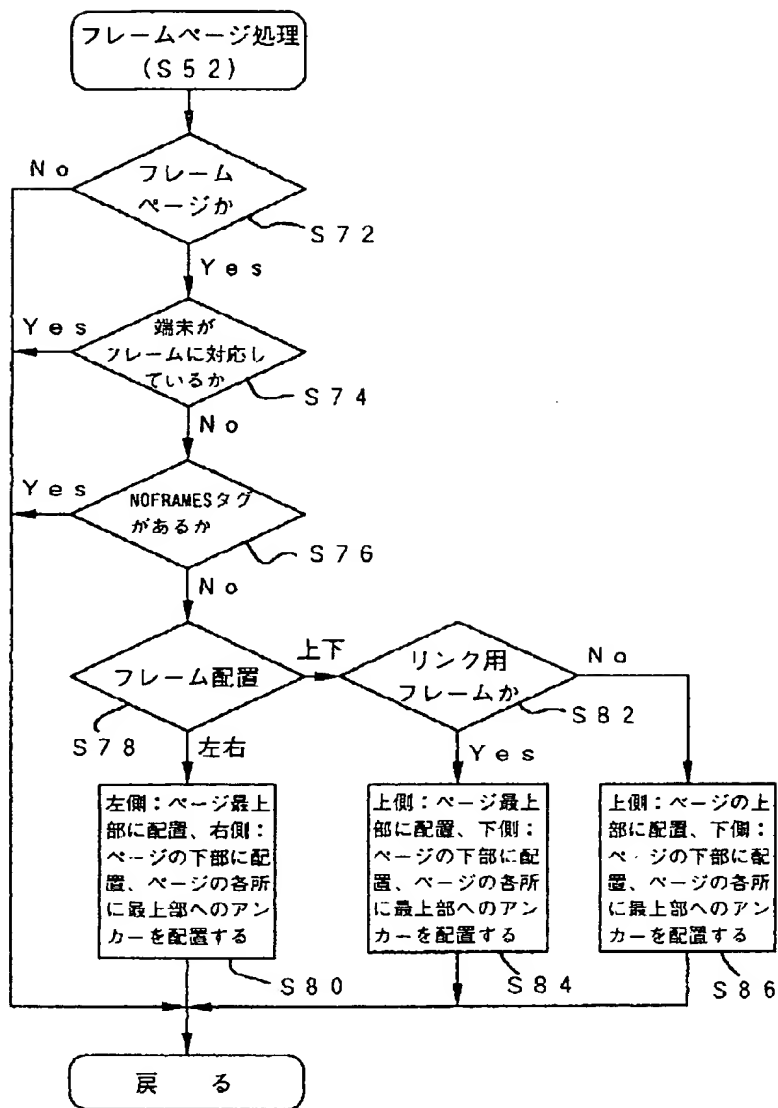 フレームページ処理
(S52)
No
フレーム
ページか
S72
Yes
Yes
端末が
フレームに対応し
ているか
S74
No
Yes
NOFRAMESタグ
があるか
S76
No
フレーム配置
上下
S78
左右
リンク用
フレームか
No
S82
Yes
左側：ページ最上
部に配置、右側：
ページの下部に配
置、ページの各所
に最上部へのアン
カーを配置する
S80
上側：ページ最上
部に配置、下側：
ページの下部に配
置、ページの各所
に最上部へのアン
カーを配置する
S84
上側：ページの上
部に配置、下側：
ページの下部に配
置、ページの各所
に最上部へのアン
カーを配置する
S86
戻る